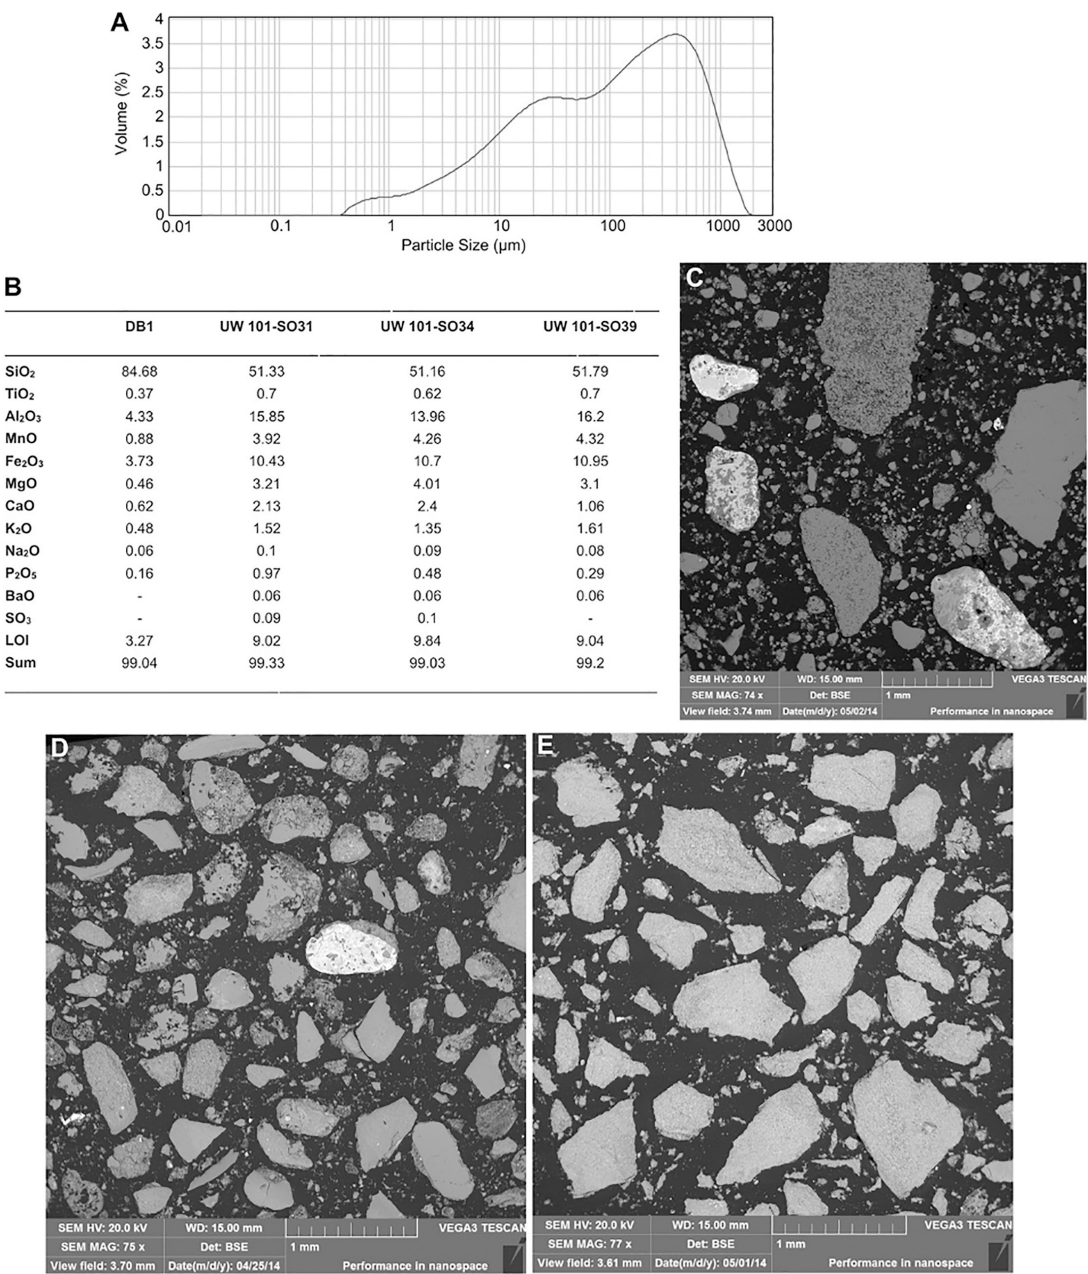 A
4
3.5
3
2.5
2
1.5
1
0.5
0
Volume (%)
0.01 0.1 1 10 100 1000 3000
Particle Size (µm)
B
DB1 UW 101-SO31 UW 101-SO34 UW 101-SO39
SiO₂ 84.68 51.33 51.16 51.79
TiO₂ 0.37 0.7 0.62 0.7
Al₂O₃ 4.33 15.85 13.96 16.2
MnO 0.88 3.92 4.26 4.32
Fe₂O₃ 3.73 10.43 10.7 10.95
MgO 0.46 3.21 4.01 3.1
CaO 0.62 2.13 2.4 1.06
K₂O 0.48 1.52 1.35 1.61
Na₂O 0.06 0.1 0.09 0.08
P₂O₅ 0.16 0.97 0.48 0.29
BaO - 0.06 0.06 0.06
SO₃ - 0.09 0.1 -
LOI 3.27 9.02 9.84 9.04
Sum 99.04 99.33 99.03 99.2
C
SEM HV: 20.0 kV WD: 15.00 mm VEGA3 TESCAN
SEM MAG: 74 x Det: BSE 1 mm
View field: 3.74 mm Date(m/d/y): 05/02/14 Performance in nanospace
D
SEM HV: 20.0 kV WD: 15.00 mm VEGA3 TESCAN
SEM MAG: 75 x Det: BSE 1 mm
View field: 3.70 mm Date(m/d/y): 04/25/14 Performance in nanospace
E
SEM HV: 20.0 kV WD: 15.00 mm VEGA3 TESCAN
SEM MAG: 77 x Det: BSE 1 mm
View field: 3.61 mm Date(m/d/y): 05/01/14 Performance in nanospace